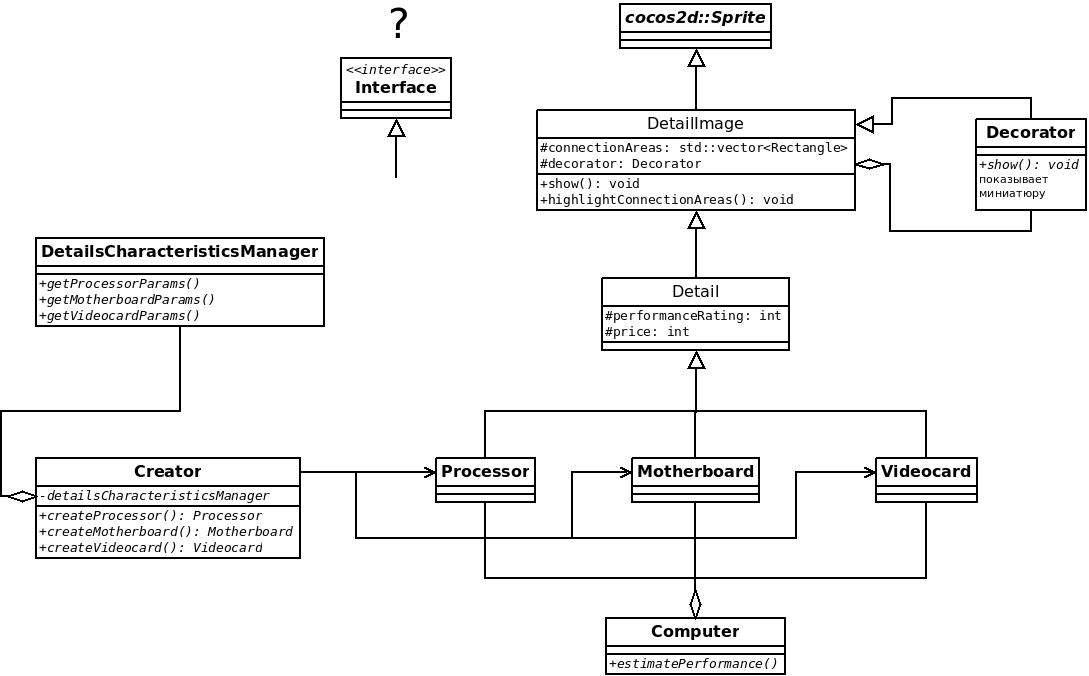 ?
<<interface>>
Interface
cocos2d::Sprite
DetailImage
#connectionAreas: std::vector<Rectangle>
#decorator: Decorator
+show(): void
+highlightConnectionAreas(): void
Decorator
+show(): void
показывает
миниатюру
DetailsCharacteristicsManager
+getProcessorParams()
+getMotherboardParams()
+getVideocardParams()
Detail
#performanceRating: int
#price: int
Creator
-detailsCharacteristicsManager
+createProcessor(): Processor
+createMotherboard(): Motherboard
+createVideocard(): Videocard
Processor
Motherboard
Videocard
Computer
+estimatePerformance()